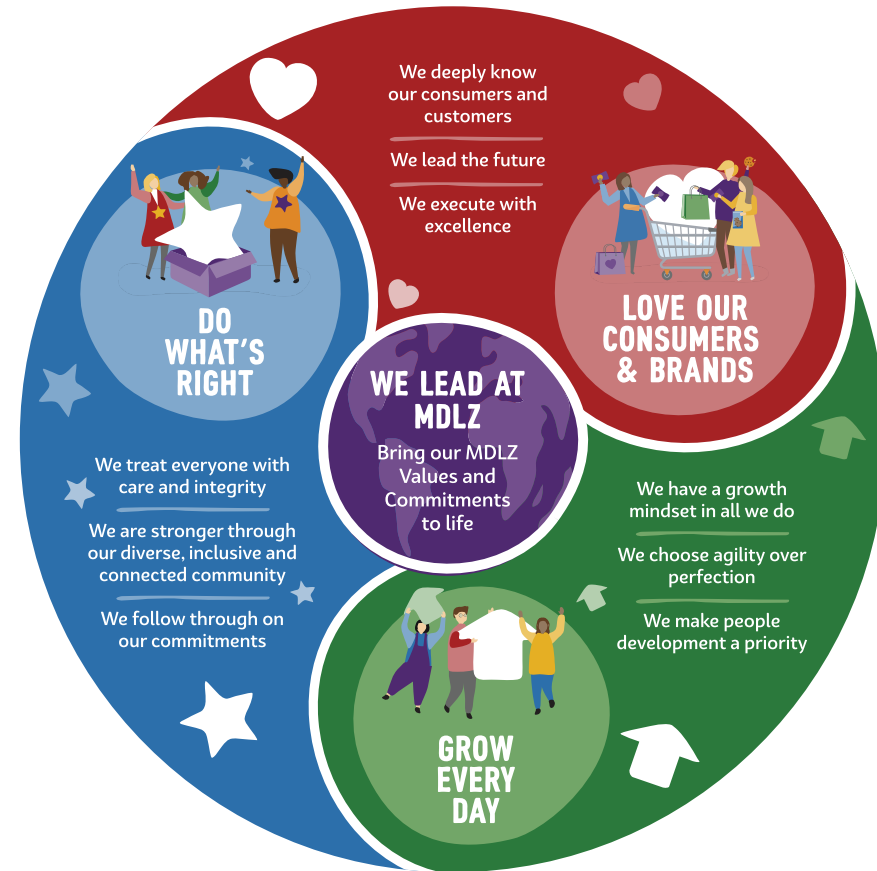 We deeply know
our consumers and
customers
We lead the future
We execute with
excellence
LOVE OUR
CONSUMERS
& BRANDS
DO
WHAT'S
RIGHT
We treat everyone with
care and integrity
We are stronger through
our diverse, inclusive and
connected community
We follow through on
our commitments
WE LEAD AT
MDLZ
Bring our MDLZ
Values and
Commitments
to life
We have a growth
mindset in all we do
We choose agility over
perfection
We make people
development a priority
GROW
EVERY
DAY